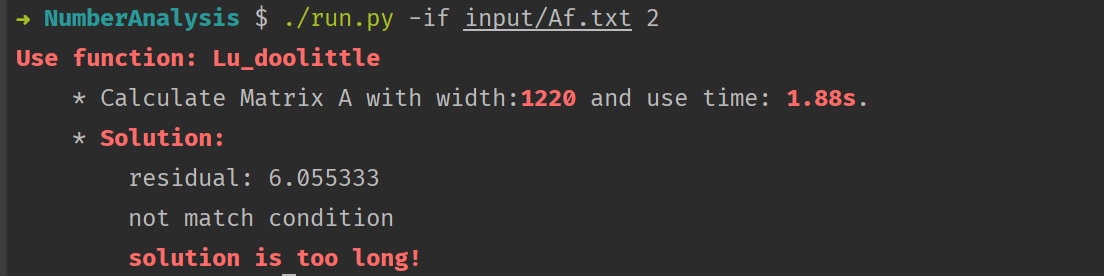 ➜ NumberAnalysis $ ./run.py -if input/Af.txt 2
Use function: Lu_doolittle
* Calculate Matrix A with width:1220 and use time: 1.88s.
* Solution:
residual: 6.055333
not match condition
solution is too long!